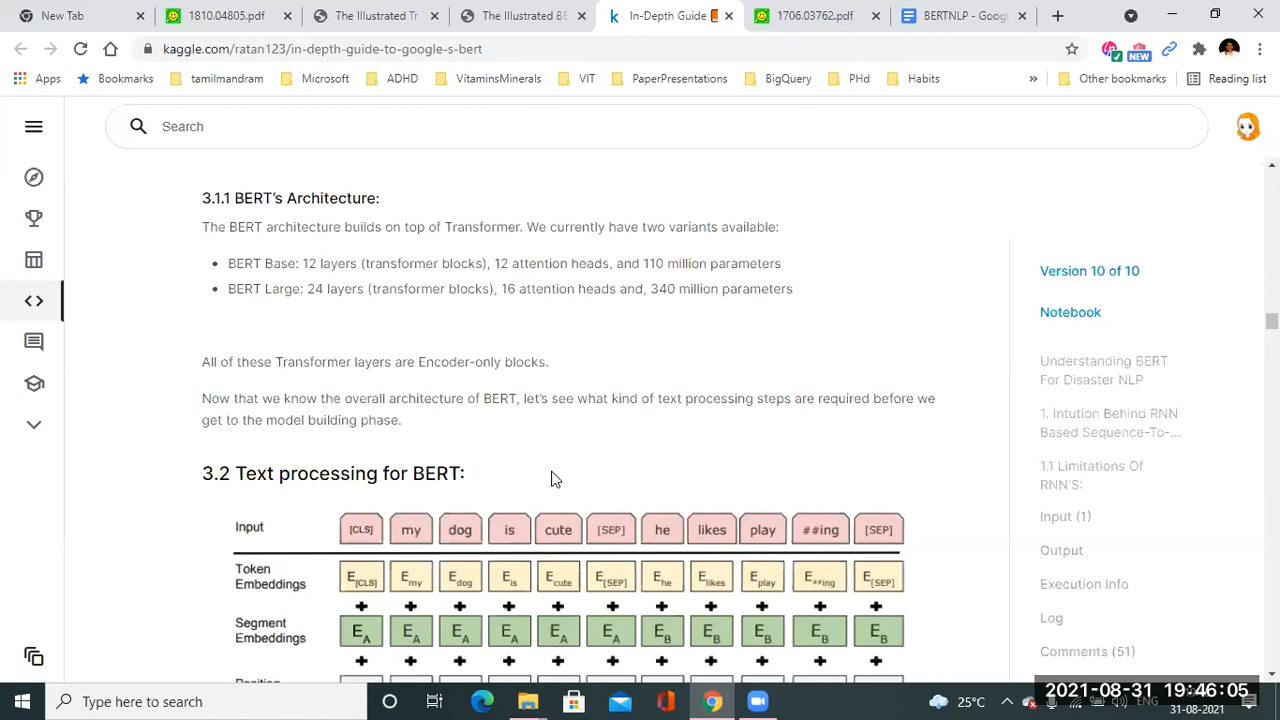 New Tab
1810.04805.pdf
The Illustrated Tr
The Illustrated BE
In-Depth Guide
1706.03762.pdf
BERTNLP - Goog
kaggle.com/ratan123/in-depth-guide-to-google-s-bert
NEW
Apps
Bookmarks
tamilmandram
Microsoft
ADHD
VitaminsMinerals
VIT
PaperPresentations
BigQuery
PHd
Habits
»
Other bookmarks
Reading list
Search
3.1.1 BERT's Architecture:
The BERT architecture builds on top of Transformer. We currently have two variants available:
• BERT Base: 12 layers (transformer blocks), 12 attention heads, and 110 million parameters
• BERT Large: 24 layers (transformer blocks), 16 attention heads and, 340 million parameters
All of these Transformer layers are Encoder-only blocks.
Now that we know the overall architecture of BERT, let's see what kind of text processing steps are required before we
get to the model building phase.
3.2 Text processing for BERT:
Input [CLS] my dog is cute [SEP] he likes play ##ing [SEP]
Token
Embeddings
E[CLS] Emy Edog Eis Ecute E[SEP] Ehe Elikes Eplay E##ing E[SEP]
+ + + + + + + + + + +
Segment
Embeddings
EA EA EA EA EA EA EB EB EB EB EB
+ + + + + + + + + + +
Version 10 of 10
Notebook
Understanding BERT
For Disaster NLP
1. Intution Behind RNN
Based Sequence-To-...
1.1 Limitations Of
RNN'S:
Input (1)
Output
Execution Info
Log
Comments (51)
Type here to search
25°C
ENG
2021-08-31 19:46:05
31-08-2021